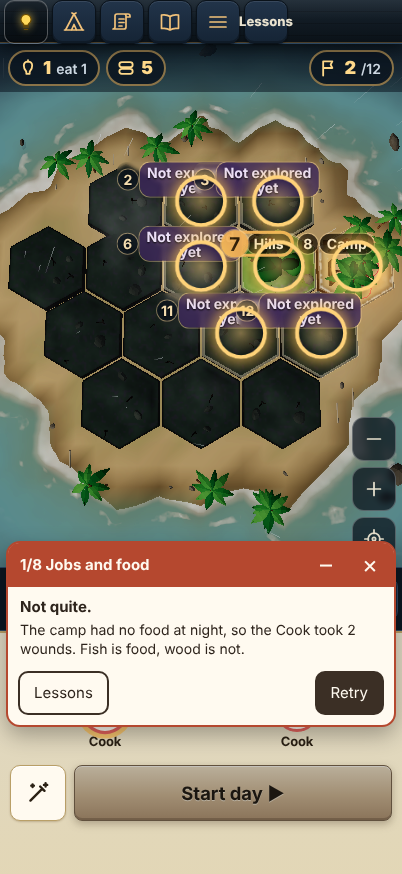 Lessons
1 eat 1
5
2 /12
2
Not explored yet
3
Not explored yet
6
Not explored yet
7
Hills
8
Camp
11
Not explored yet
12
Not explored yet
1/8 Jobs and food
Not quite.
The camp had no food at night, so the Cook took 2
wounds. Fish is food, wood is not.
Lessons
Retry
Cook
Cook
Start day ▶